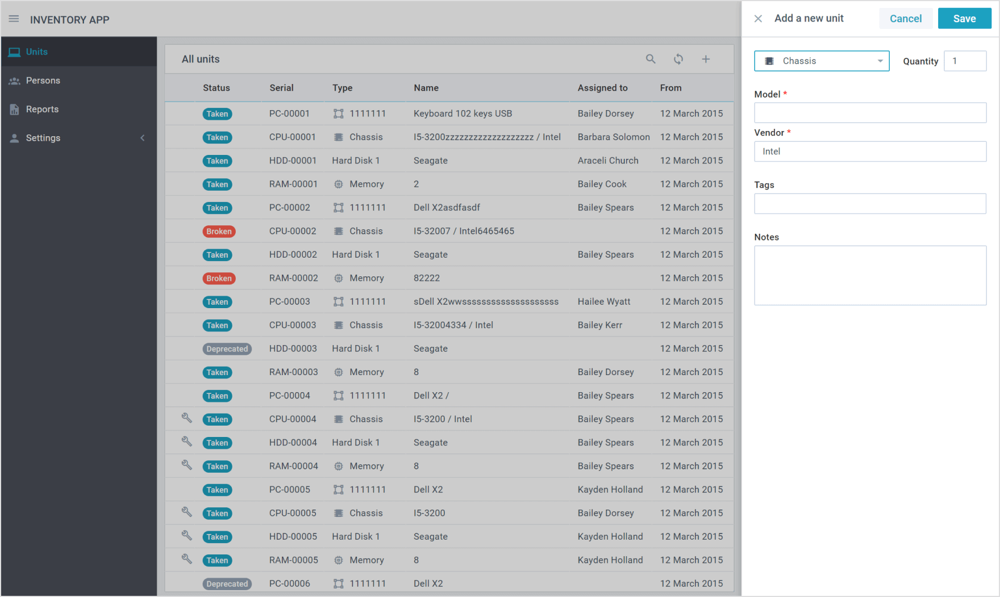 INVENTORY APP
Add a new unit
Cancel
Save
Units
Persons
Reports
Settings
All units
Status Serial Type Name Assigned to From
Taken PC-00001 1111111 Keyboard 102 keys USB Bailey Dorsey 12 March 2015
Taken CPU-00001 Chassis I5-3200zzzzzzzzzzzzzzzzzzz / Intel Barbara Solomon 12 March 2015
Taken HDD-00001 Hard Disk 1 Seagate Araceli Church 12 March 2015
Taken RAM-00001 Memory 2 Bailey Cook 12 March 2015
Taken PC-00002 1111111 Dell X2asdfasdf Bailey Spears 12 March 2015
Broken CPU-00002 Chassis I5-32007 / Intel6465465 12 March 2015
Taken HDD-00002 Hard Disk 1 Seagate Bailey Spears 12 March 2015
Broken RAM-00002 Memory 82222 12 March 2015
Taken PC-00003 1111111 sDell X2wwssssssssssssssssssss Hailee Wyatt 12 March 2015
Taken CPU-00003 Chassis I5-32004334 / Intel Bailey Kerr 12 March 2015
Deprecated HDD-00003 Hard Disk 1 Seagate 12 March 2015
Taken RAM-00003 Memory 8 Bailey Dorsey 12 March 2015
Taken PC-00004 1111111 Dell X2 / Bailey Spears 12 March 2015
Taken CPU-00004 Chassis I5-3200 / Intel Bailey Spears 12 March 2015
Taken HDD-00004 Hard Disk 1 Seagate Bailey Spears 12 March 2015
Taken RAM-00004 Memory 8 Bailey Spears 12 March 2015
Taken PC-00005 1111111 Dell X2 Kayden Holland 12 March 2015
Taken CPU-00005 Chassis I5-3200 Bailey Dorsey 12 March 2015
Taken HDD-00005 Hard Disk 1 Seagate Kayden Holland 12 March 2015
Taken RAM-00005 Memory 8 Kayden Holland 12 March 2015
Deprecated PC-00006 1111111 Dell X2 12 March 2015
Chassis
Quantity 1
Model *
Vendor *
Intel
Tags
Notes